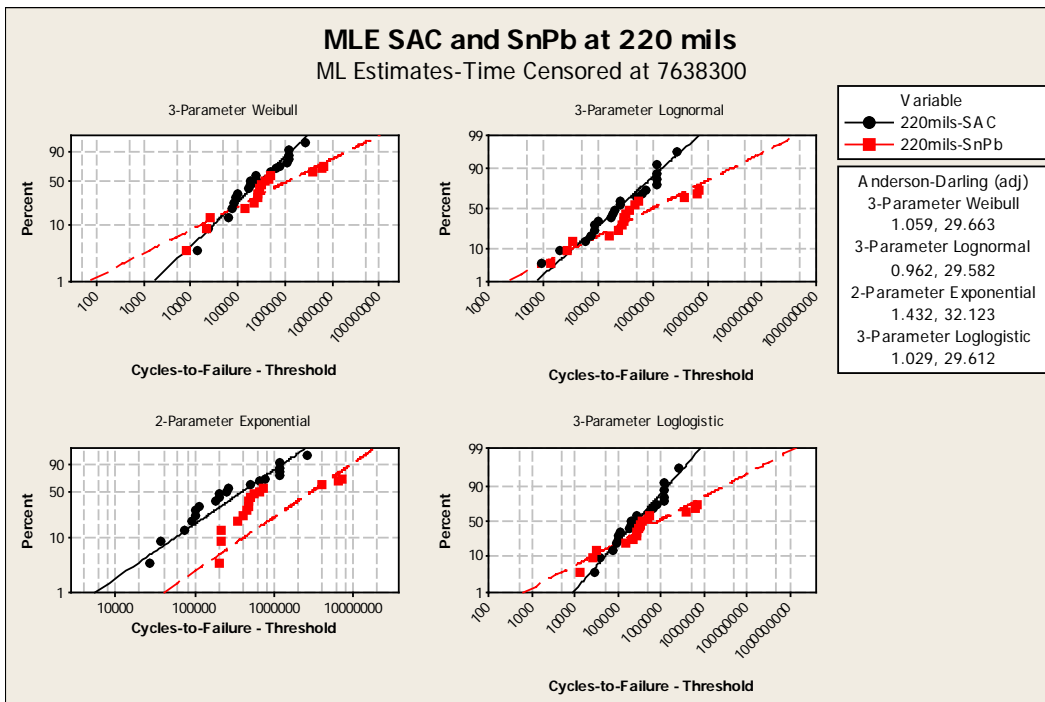 MLE SAC and SnPb at 220 mils
ML Estimates-Time Censored at 7638300
3-Parameter Weibull
Percent
90
50
10
1
100
1000
10000
100000
1000000
10000000
100000000
Cycles-to-Failure - Threshold
3-Parameter Lognormal
Percent
99
90
50
10
1
100
1000
10000
100000
1000000
10000000
100000000
Cycles-to-Failure - Threshold
Variable
220mils-SAC
220mils-SnPb
Anderson-Darling (adj)
3-Parameter Weibull
1.059, 29.663
3-Parameter Lognormal
0.962, 29.582
2-Parameter Exponential
1.432, 32.123
3-Parameter Loglogistic
1.029, 29.612
2-Parameter Exponential
Percent
90
50
10
1
10000
100000
1000000
10000000
Cycles-to-Failure - Threshold
3-Parameter Loglogistic
Percent
99
90
50
10
1
100
1000
10000
100000
1000000
10000000
100000000
1000000000
Cycles-to-Failure - Threshold